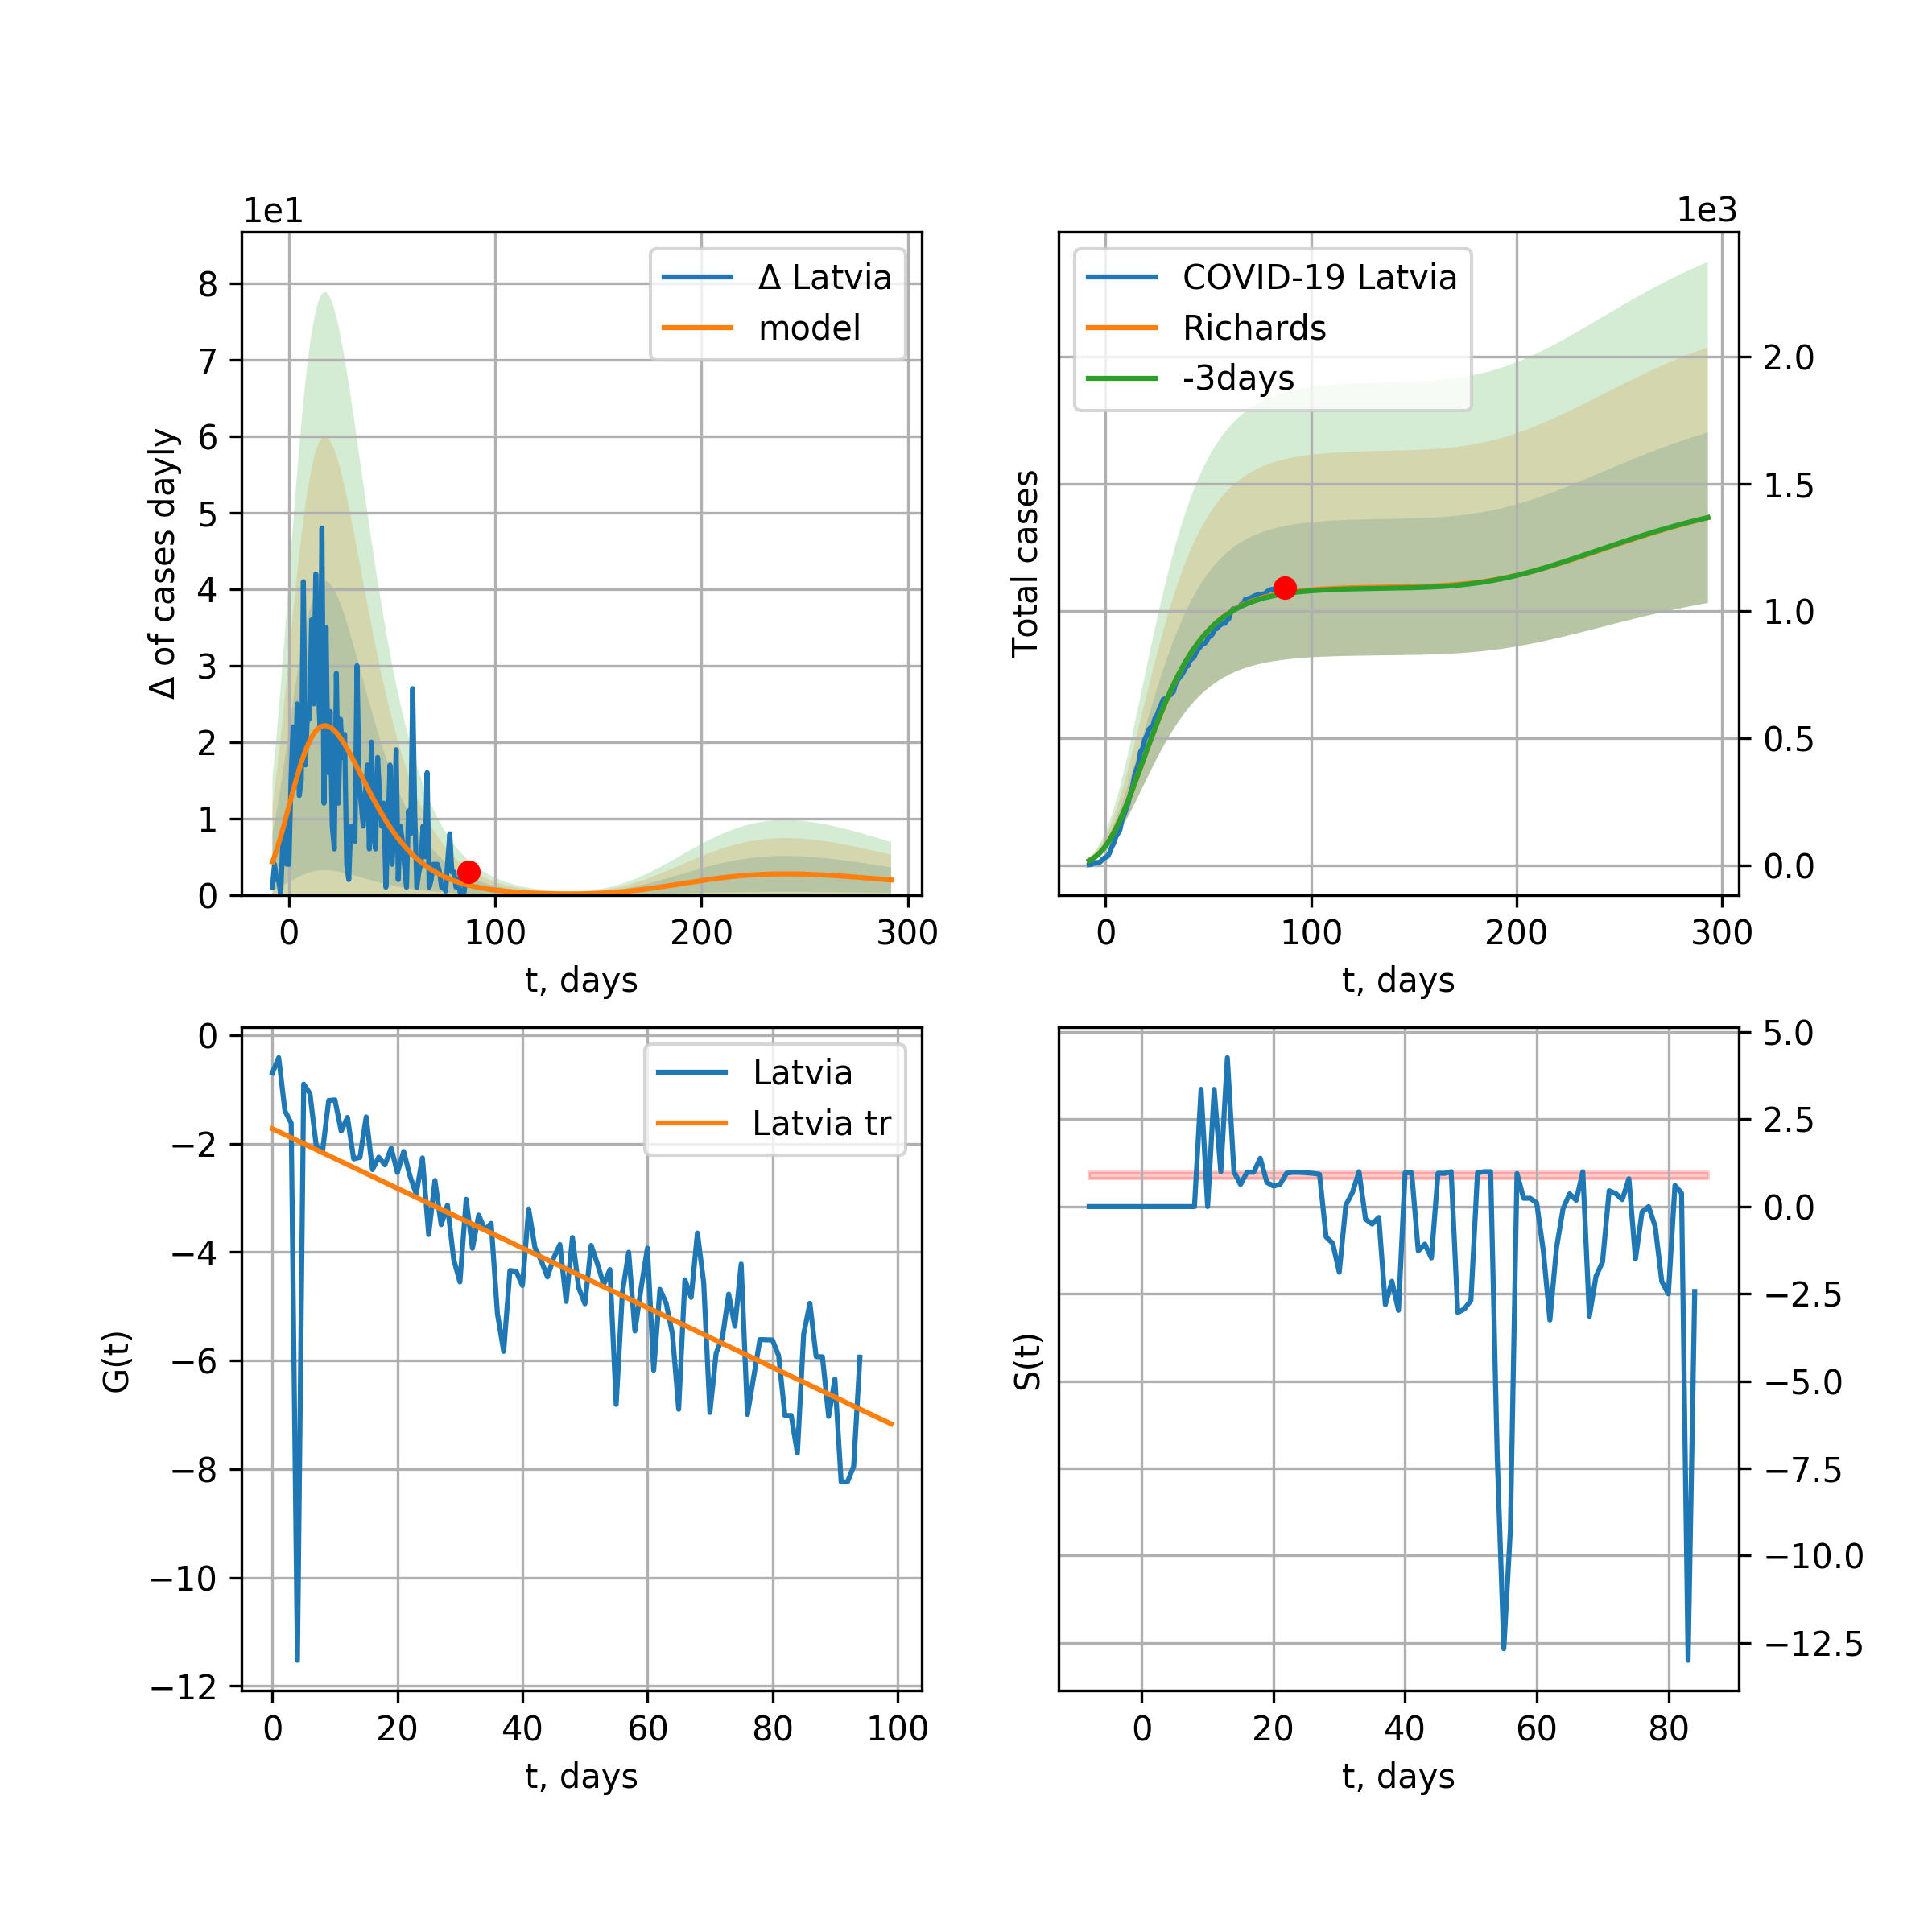 1e1
Δ of cases dayly
8
7
6
5
4
3
2
1
0
Δ Latvia
model
0 100 200 300
t, days
1e3
Total cases
COVID-19 Latvia
Richards
-3days
2.0
1.5
1.0
0.5
0.0
0 100 200 300
t, days
G(t)
0
−2
−4
−6
−8
−10
−12
Latvia
Latvia tr
0 20 40 60 80 100
t, days
S(t)
5.0
2.5
0.0
−2.5
−5.0
−7.5
−10.0
−12.5
0 20 40 60 80
t, days